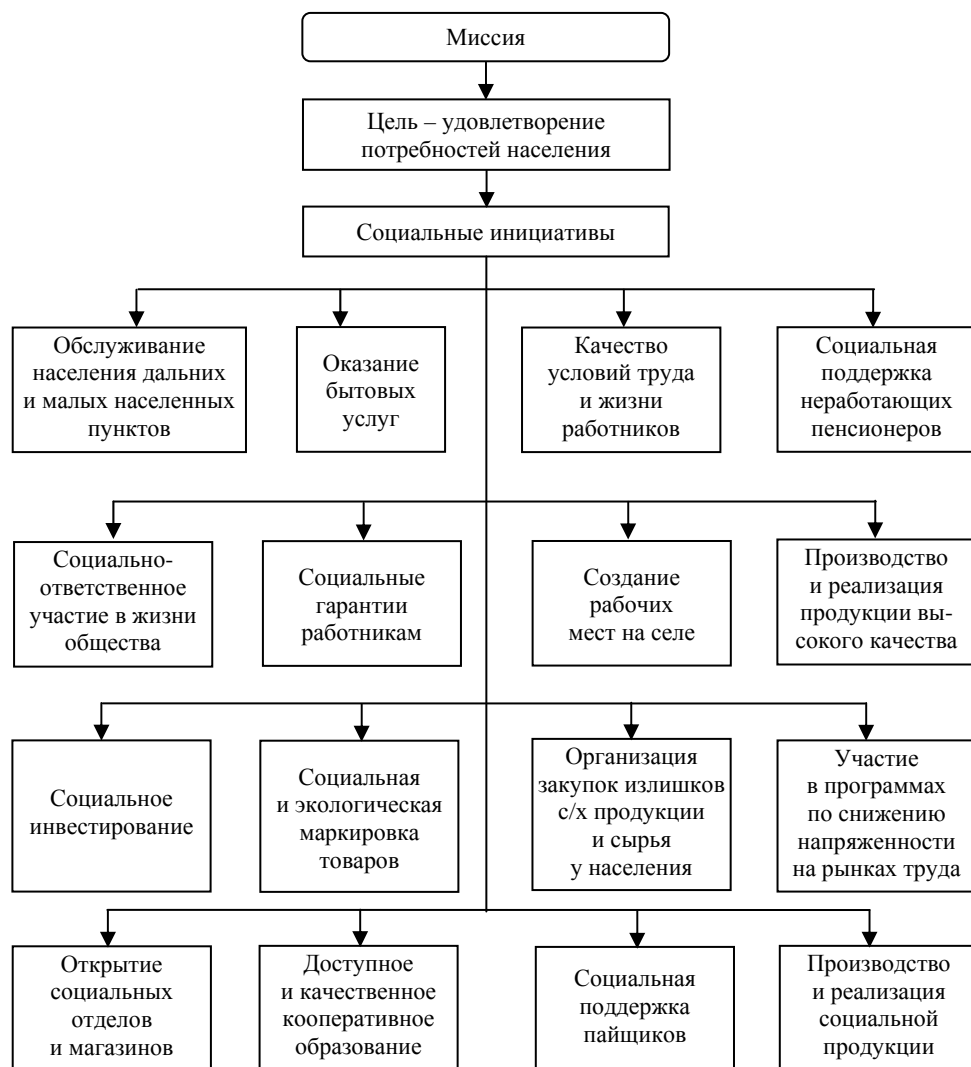 Миссия
Цель – удовлетворение
потребностей населения
Социальные инициативы
Обслуживание
населения дальних
и малых населенных
пунктов
Оказание
бытовых
услуг
Качество
условий труда
и жизни
работников
Социальная
поддержка
неработающих
пенсионеров
Социально-
ответственное
участие в жизни
общества
Социальные
гарантии
работникам
Создание
рабочих
мест на селе
Производство
и реализация
продукции вы-
сокого качества
Социальное
инвестирование
Социальная
и экологическая
маркировка
товаров
Организация
закупок излишков
с/х продукции
и сырья
у населения
Участие
в программах
по снижению
напряженности
на рынках труда
Открытие
социальных
отделов
и магазинов
Доступное
и качественное
кооперативное
образование
Социальная
поддержка
пайщиков
Производство
и реализация
социальной
продукции